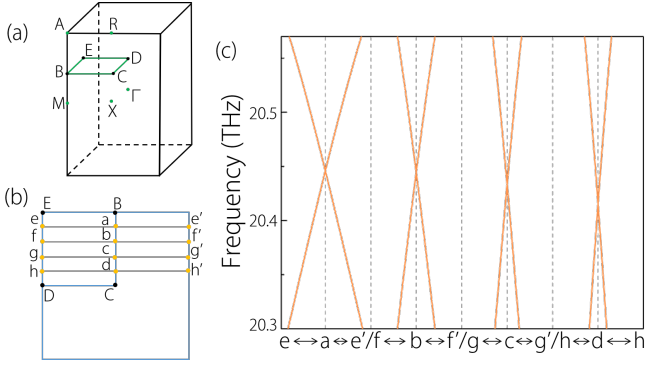 (a)
A
R
E
D
B
C
M
Γ
X
(b)
E
B
e
a
e′
f
b
f′
g
c
g′
h
d
h′
D
C
(c)
Frequency (THz)
20.5
20.4
20.3
e ↔ a ↔ e′/f ↔ b ↔ f′/g ↔ c ↔ g′/h ↔ d ↔ h